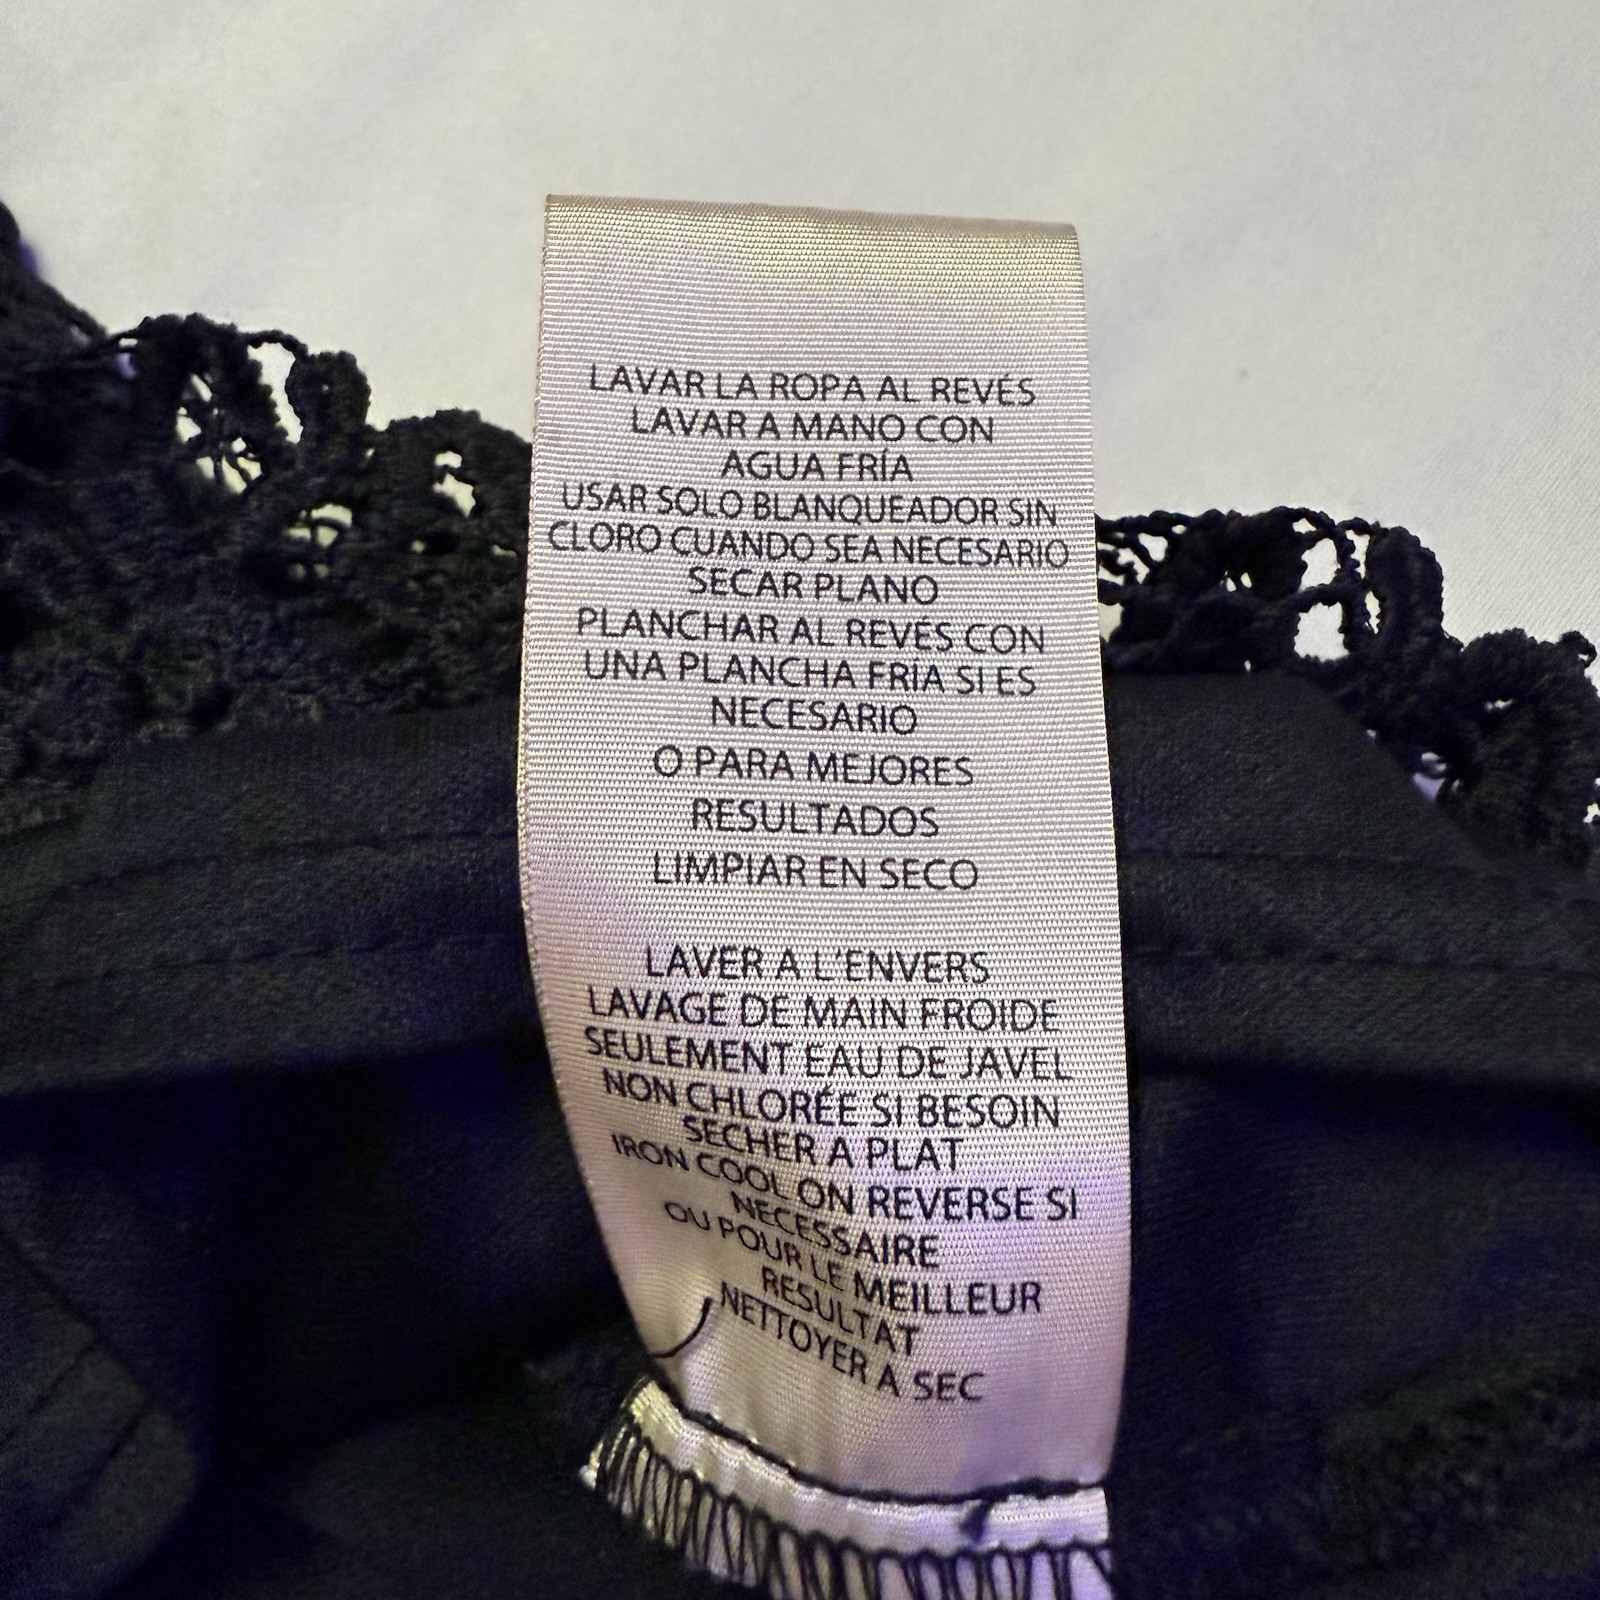 LAVAR LA ROPA AL REVÉS
LAVAR A MANO CON
AGUA FRÍA
USAR SOLO BLANQUEADOR SIN
CLORO CUANDO SEA NECESARIO
SECAR PLANO
PLANCHAR AL REVÉS CON
UNA PLANCHA FRIA SI ES
NECESARIO
O PARA MEJORES
RESULTADOS
LIMPIAR EN SECO
LAVER A L'ENVERS
LAVAGE DE MAIN FROIDE
SEULEMENT EAU DE JAVEL
NON CHLORÉE SI BESOIN
SECHER A PLAT
IRON COOL ON REVERSE SI
NECESSAIRE
OU POUR LE MEILLEUR
RESULTAT
NETTOYER A SEC